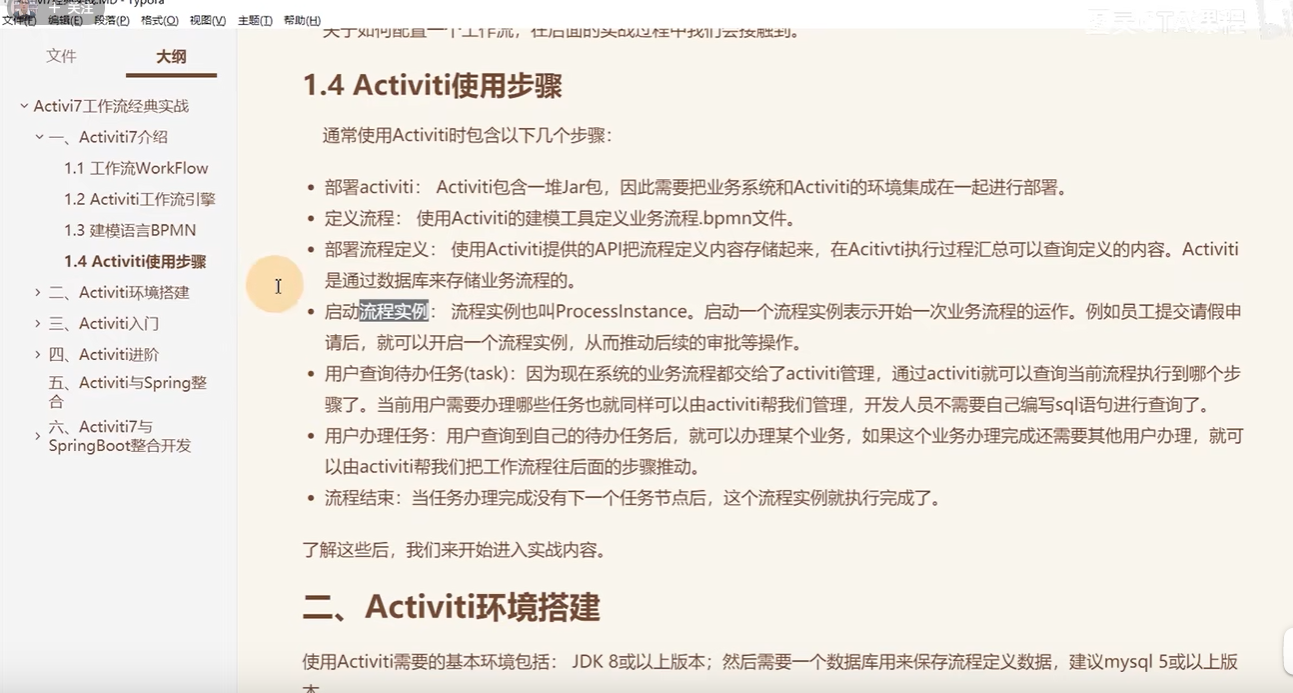 + 关注
Typora
文件(F) 编辑(E) 段落(P) 格式(O) 视图(V) 主题(T) 帮助(H)
文件 大纲
Activi7工作流经典实战
一、Activiti7介绍
1.1 工作流WorkFlow
1.2 Activiti工作流引擎
1.3 建模语言BPMN
1.4 Activiti使用步骤
二、Activiti环境搭建
三、Activiti入门
四、Activiti进阶
五、Activiti与Spring整
合
六、Activiti7与
SpringBoot整合开发
关于如何配置一个工作流，在后面的实战过程中我们会接触到。
1.4 Activiti使用步骤
通常使用Activiti时包含以下几个步骤：
• 部署activiti： Activiti包含一堆Jar包，因此需要把业务系统和Activiti的环境集成在一起进行部署。
• 定义流程： 使用Activiti的建模工具定义业务流程.bpmn文件。
• 部署流程定义： 使用Activiti提供的API把流程定义内容存储起来，在Acitivti执行过程汇总可以查询定义的内容。Activiti
是通过数据库来存储业务流程的。
• 启动流程实例： 流程实例也叫ProcessInstance。启动一个流程实例表示开始一次业务流程的运作。例如员工提交请假申
请后，就可以开启一个流程实例，从而推动后续的审批等操作。
• 用户查询待办任务(task)：因为现在系统的业务流程都交给了activiti管理，通过activiti就可以查询当前流程执行到哪个步
骤了。当前用户需要办理哪些任务也就同样可以由activiti帮我们管理，开发人员不需要自己编写sql语句进行查询了。
• 用户办理任务：用户查询到自己的待办任务后，就可以办理某个业务，如果这个业务办理完成还需要其他用户办理，就可
以由activiti帮我们把工作流程往后面的步骤推动。
• 流程结束：当任务办理完成没有下一个任务节点后，这个流程实例就执行完成了。
了解这些后，我们来开始进入实战内容。
二、Activiti环境搭建
使用Activiti需要的基本环境包括： JDK 8或以上版本；然后需要一个数据库用来保存流程定义数据，建议mysql 5或以上版
本